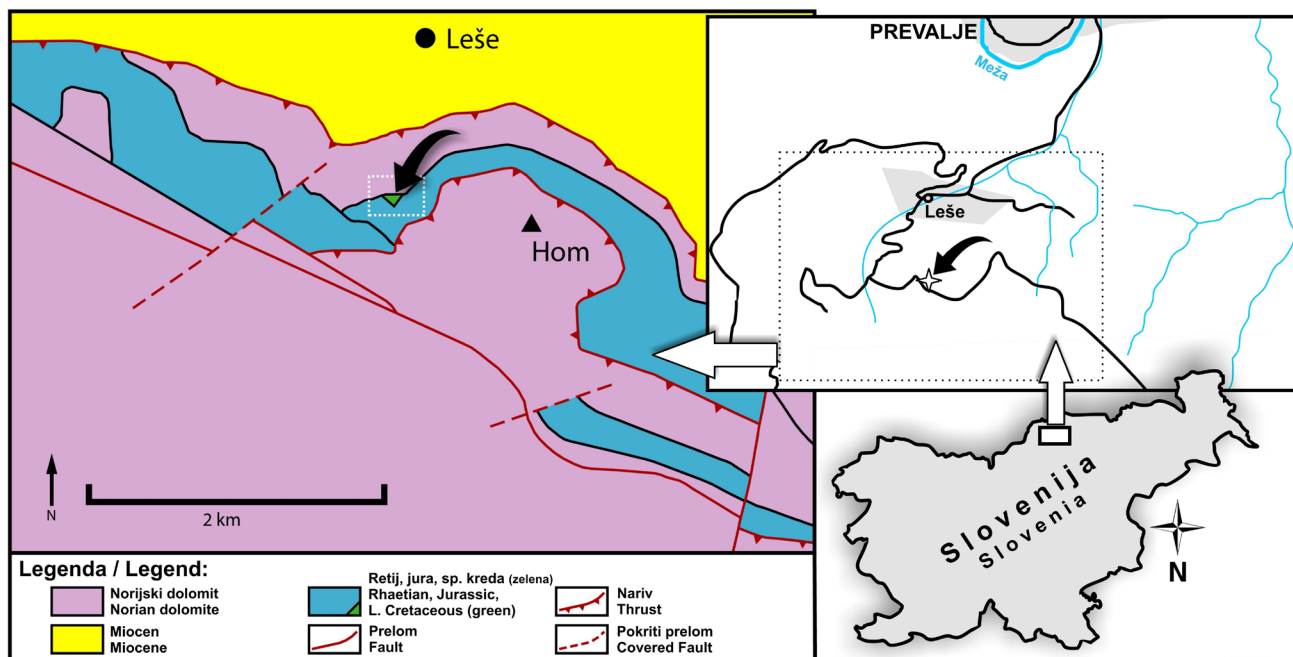 Leše
Hom
N
2 km
PREVALJE
Meža
Leše
Slovenija
Slovenia
N
Legenda / Legend:
Norijski dolomit
Norian dolomite
Miocen
Miocene
Retij, jura, sp. kreda (zelena)
Rhaetian, Jurassic,
L. Cretaceous (green)
Prelom
Fault
Nariv
Thrust
Pokriti prelom
Covered Fault